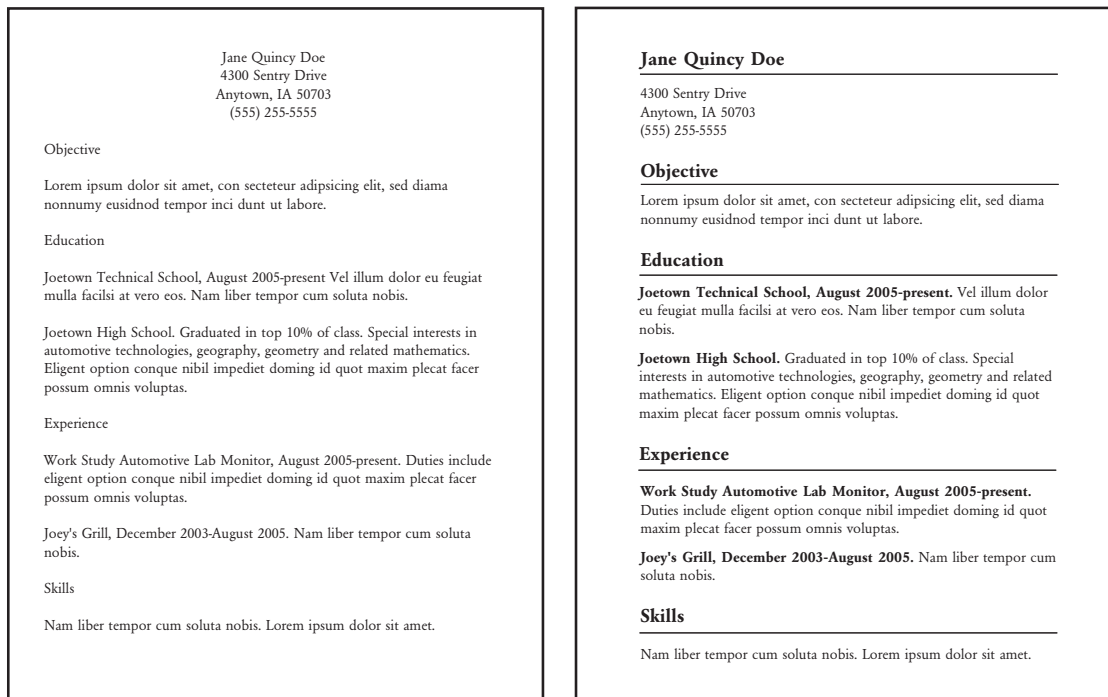 Jane Quincy Doe
4300 Sentry Drive
Anytown, IA 50703
(555) 255-5555
Objective
Lorem ipsum dolor sit amet, con secteteur adipsicing elit, sed diama
nonnumy eusidnod tempor inci dunt ut labore.
Education
Joetown Technical School, August 2005-present Vel illum dolor eu feugiat
mulla facilsi at vero eos. Nam liber tempor cum soluta nobis.
Joetown High School. Graduated in top 10% of class. Special interests in
automotive technologies, geography, geometry and related mathematics.
Eligent option conque nibil impediet doming id quot maxim plecat facer
possum omnis voluptas.
Experience
Work Study Automotive Lab Monitor, August 2005-present. Duties include
eligent option conque nibil impediet doming id quot maxim plecat facer
possum omnis voluptas.
Joey's Grill, December 2003-August 2005. Nam liber tempor cum soluta
nobis.
Skills
Nam liber tempor cum soluta nobis. Lorem ipsum dolor sit amet.
Jane Quincy Doe
4300 Sentry Drive
Anytown, IA 50703
(555) 255-5555
Objective
Lorem ipsum dolor sit amet, con secteteur adipsicing elit, sed diama
nonnumy eusidnod tempor inci dunt ut labore.
Education
Joetown Technical School, August 2005-present. Vel illum dolor
eu feugiat mulla facilsi at vero eos. Nam liber tempor cum soluta
nobis.
Joetown High School. Graduated in top 10% of class. Special
interests in automotive technologies, geography, geometry and related
mathematics. Eligent option conque nibil impediet doming id quot
maxim plecat facer possum omnis voluptas.
Experience
Work Study Automotive Lab Monitor, August 2005-present.
Duties include eligent option conque nibil impediet doming id quot
maxim plecat facer possum omnis voluptas.
Joey's Grill, December 2003-August 2005. Nam liber tempor cum
soluta nobis.
Skills
Nam liber tempor cum soluta nobis. Lorem ipsum dolor sit amet.